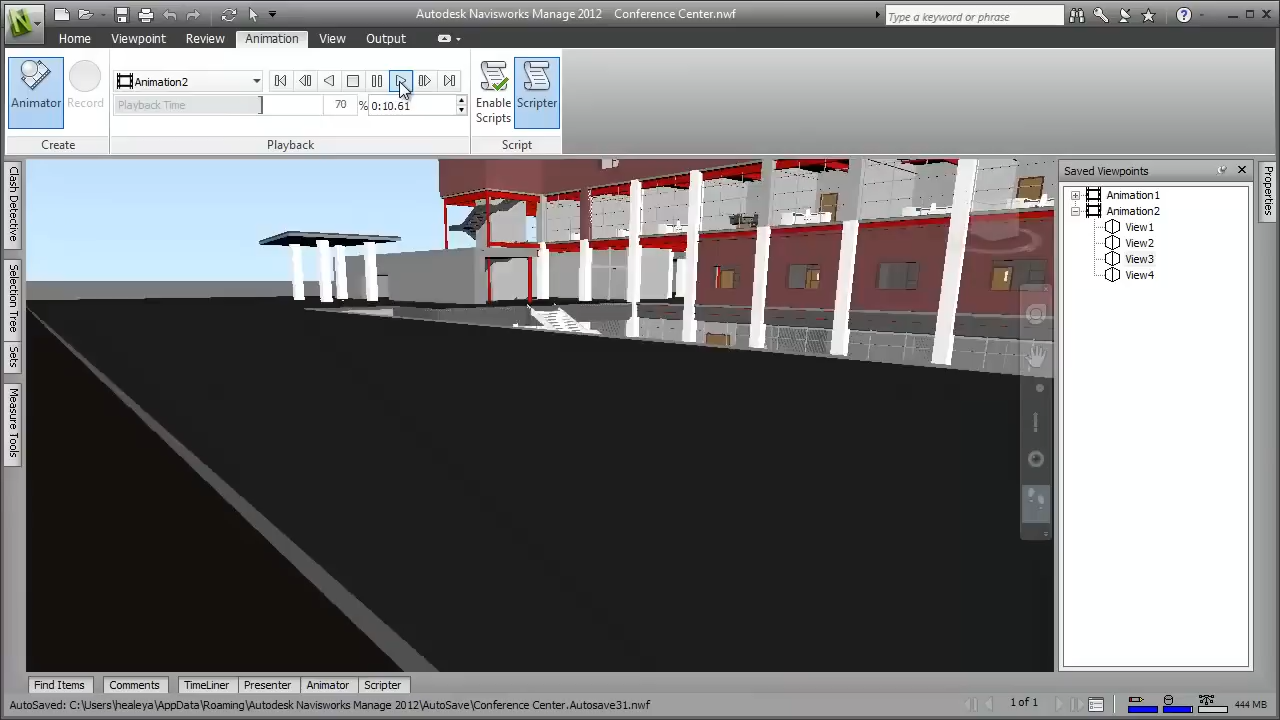 Autodesk Navisworks Manage 2012 Conference Center.nwf
Type a keyword or phrase
Home Viewpoint Review Animation View Output
Animator
Record
Animation2
Playback Time
70
%
0:10.61
Enable Scripts
Scripter
Create
Playback
Script
Clash Detective
Selection Tree
Sets
Measure Tools
Saved Viewpoints
Animation1
Animation2
View1
View2
View3
View4
Properties
Find Items Comments TimeLiner Presenter Animator Scripter
AutoSaved: C:\Users\healeya\AppData\Roaming\Autodesk Navisworks Manage 2012\AutoSave\Conference Center.Autosave31.nwf
1 of 1
444 MB